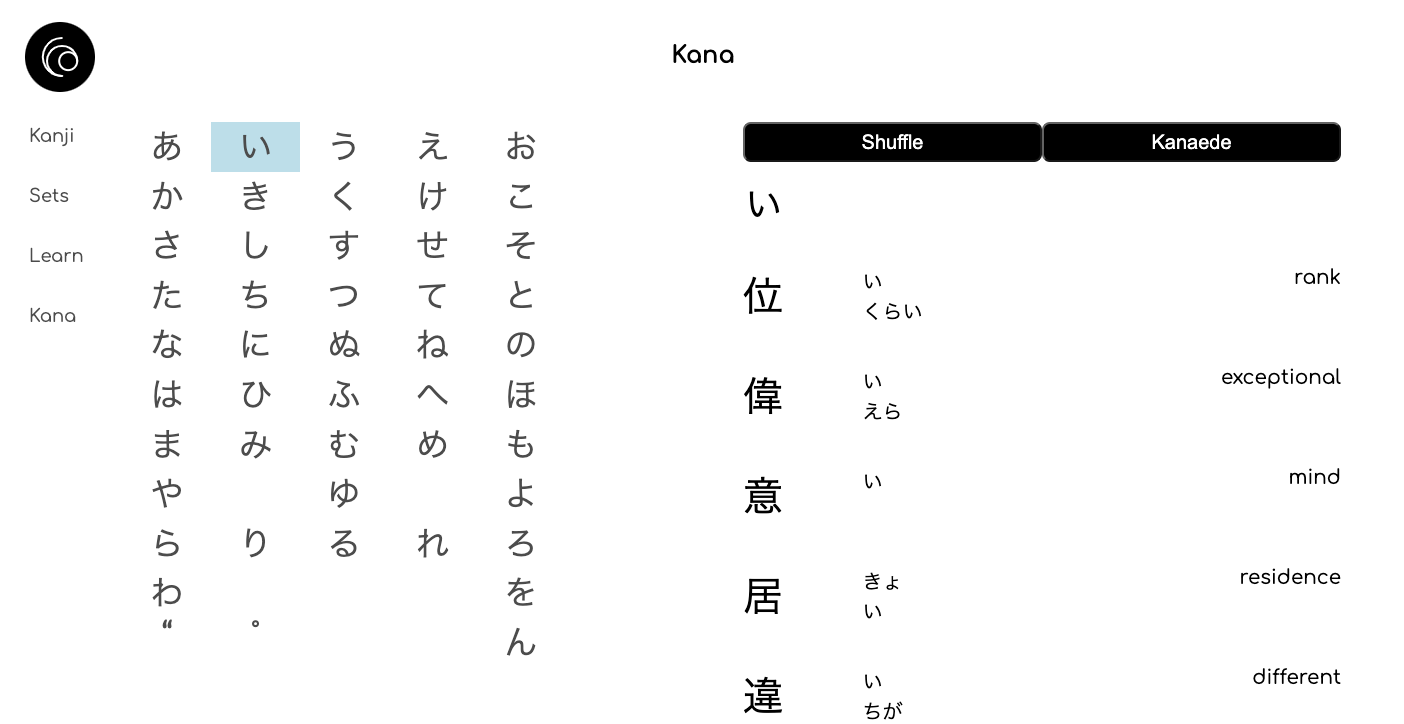 Kana
Kanji
Sets
Learn
Kana
あ い う え お
か き く け こ
さ し す せ そ
た ち つ て と
な に ぬ ね の
は ひ ふ へ ほ
ま み む め も
や ゆ よ
ら り る れ ろ
わ を
“ ° ん
Shuffle Kanaede
い
位 い くらい rank
偉 い えら exceptional
意 い mind
居 きょ い residence
違 い ちが different